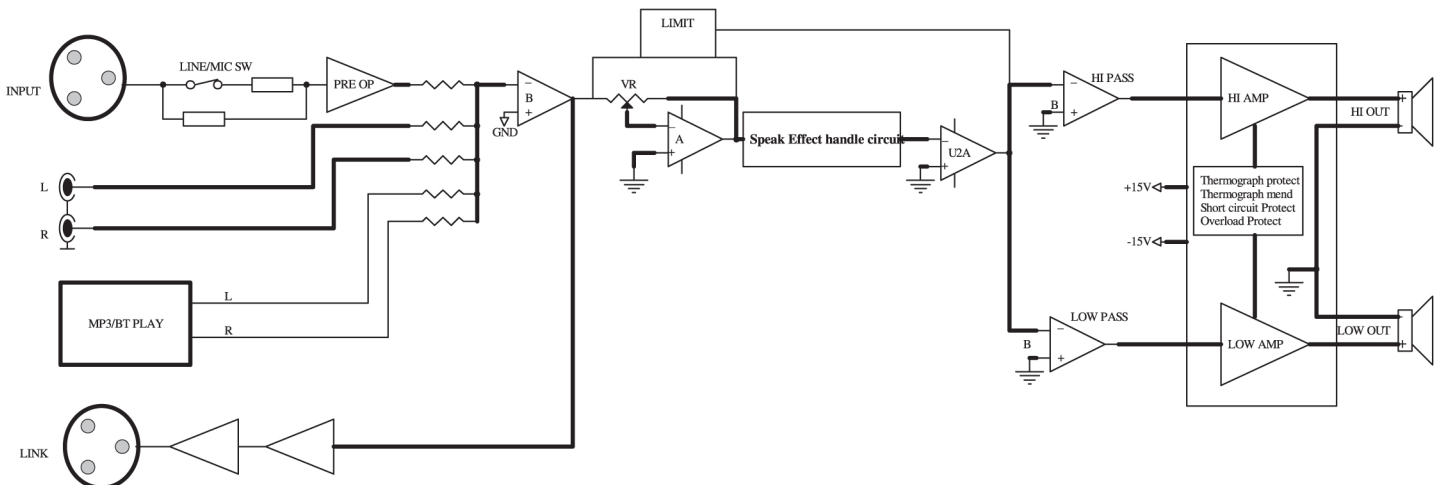 LIMIT
LINE/MIC SW
INPUT
PRE OP
−
B
+
GND
VR
−
A
+
Speak Effect handle circuit
−
U2A
+
HI PASS
−
B
+
HI AMP
+
HI OUT
-
L
R
+15V
-15V
Thermograph protect
Thermograph mend
Short circuit Protect
Overload Protect
MP3/BT PLAY
L
R
LOW PASS
−
B
+
LOW AMP
-
LOW OUT
+
LINK